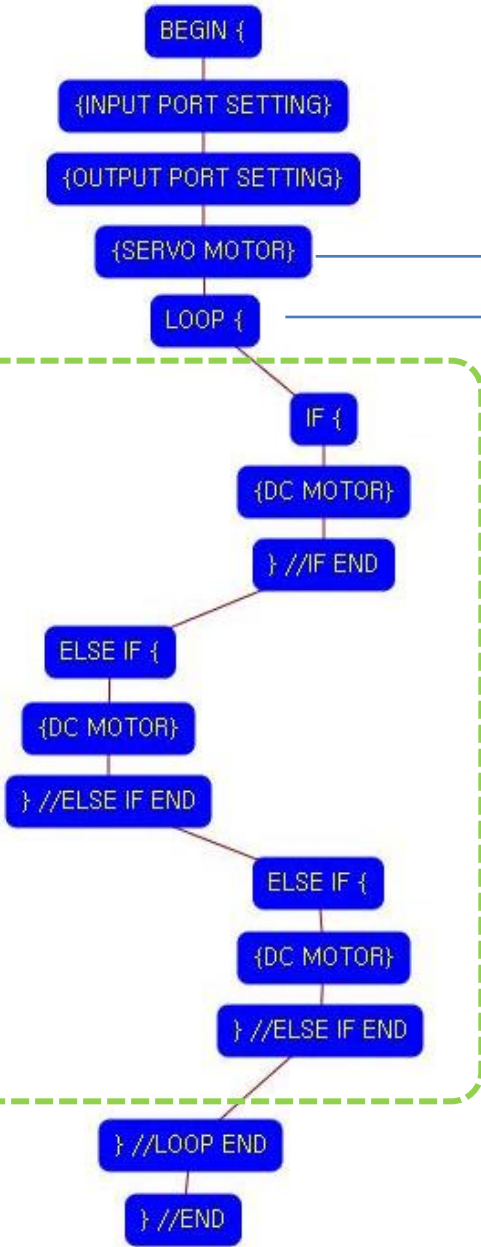 BEGIN {
{INPUT PORT SETTING}
{OUTPUT PORT SETTING}
{SERVO MOTOR}
LOOP {
IF {
{DC MOTOR}
} //IF END
ELSE IF {
{DC MOTOR}
} //ELSE IF END
ELSE IF {
{DC MOTOR}
} //ELSE IF END
} //LOOP END
} //END